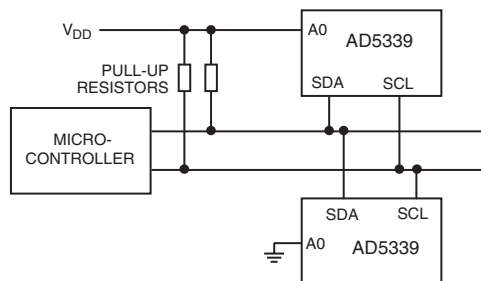 VDD
A0
AD5339
PULL-UP
RESISTORS
SDA
SCL
MICRO-
CONTROLLER
SDA
SCL
A0
AD5339